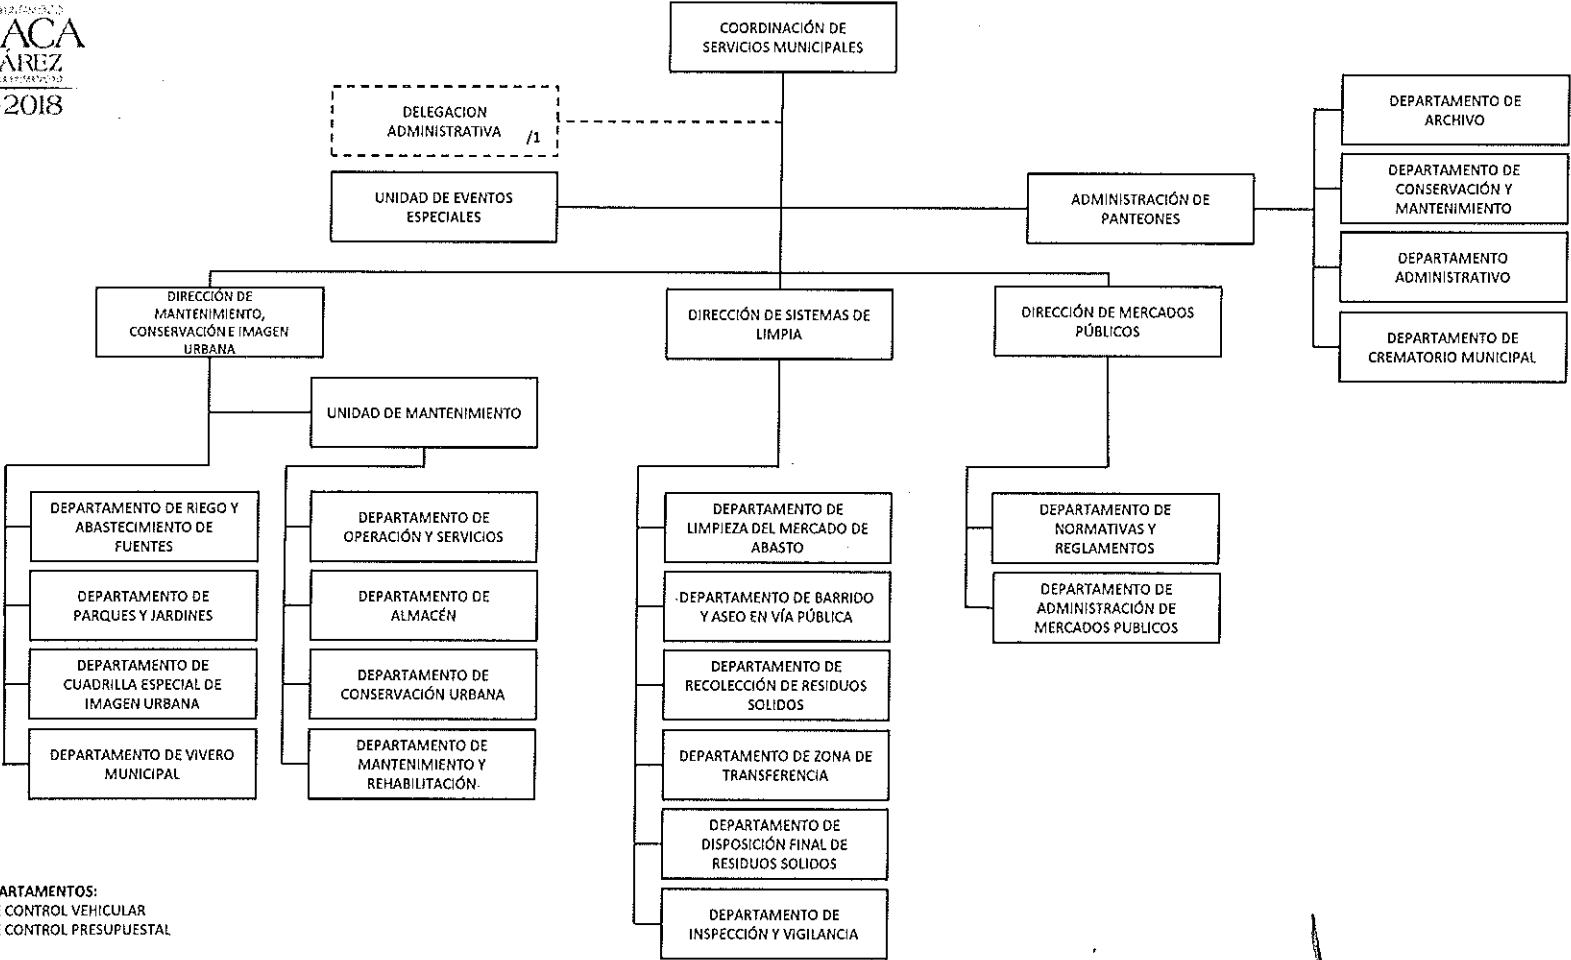 ACA
ÁREZ
2018
COORDINACIÓN DE
SERVICIOS MUNICIPALES
DELEGACION
ADMINISTRATIVA /1
UNIDAD DE EVENTOS
ESPECIALES
ADMINISTRACIÓN DE
PANTEONES
DEPARTAMENTO DE
ARCHIVO
DEPARTAMENTO DE
CONSERVACIÓN Y
MANTENIMIENTO
DEPARTAMENTO
ADMINISTRATIVO
DEPARTAMENTO DE
CREMATORIO MUNICIPAL
DIRECCIÓN DE
MANTENIMIENTO,
CONSERVACIÓN E IMAGEN
URBANA
DIRECCIÓN DE SISTEMAS DE
LIMPIA
DIRECCIÓN DE MERCADOS
PÚBLICOS
UNIDAD DE MANTENIMIENTO
DEPARTAMENTO DE RIEGO Y
ABASTECIMIENTO DE
FUENTES
DEPARTAMENTO DE
PARQUES Y JARDINES
DEPARTAMENTO DE
CUADRILLA ESPECIAL DE
IMAGEN URBANA
DEPARTAMENTO DE VIVERO
MUNICIPAL
DEPARTAMENTO DE
OPERACIÓN Y SERVICIOS
DEPARTAMENTO DE
ALMACÉN
DEPARTAMENTO DE
CONSERVACIÓN URBANA
DEPARTAMENTO DE
MANTENIMIENTO Y
REHABILITACIÓN
DEPARTAMENTO DE
LIMPIEZA DEL MERCADO DE
ABASTO
DEPARTAMENTO DE BARRIDO
Y ASEO EN VÍA PÚBLICA
DEPARTAMENTO DE
RECOLECCIÓN DE RESIDUOS
SOLIDOS
DEPARTAMENTO DE ZONA DE
TRANSFERENCIA
DEPARTAMENTO DE
DISPOSICIÓN FINAL DE
RESIDUOS SOLIDOS
DEPARTAMENTO DE
INSPECCIÓN Y VIGILANCIA
DEPARTAMENTO DE
NORMATIVAS Y
REGLAMENTOS
DEPARTAMENTO DE
ADMINISTRACIÓN DE
MERCADOS PUBLICOS
ARTAMENTOS:
E CONTROL VEHICULAR
E CONTROL PRESUPUESTAL